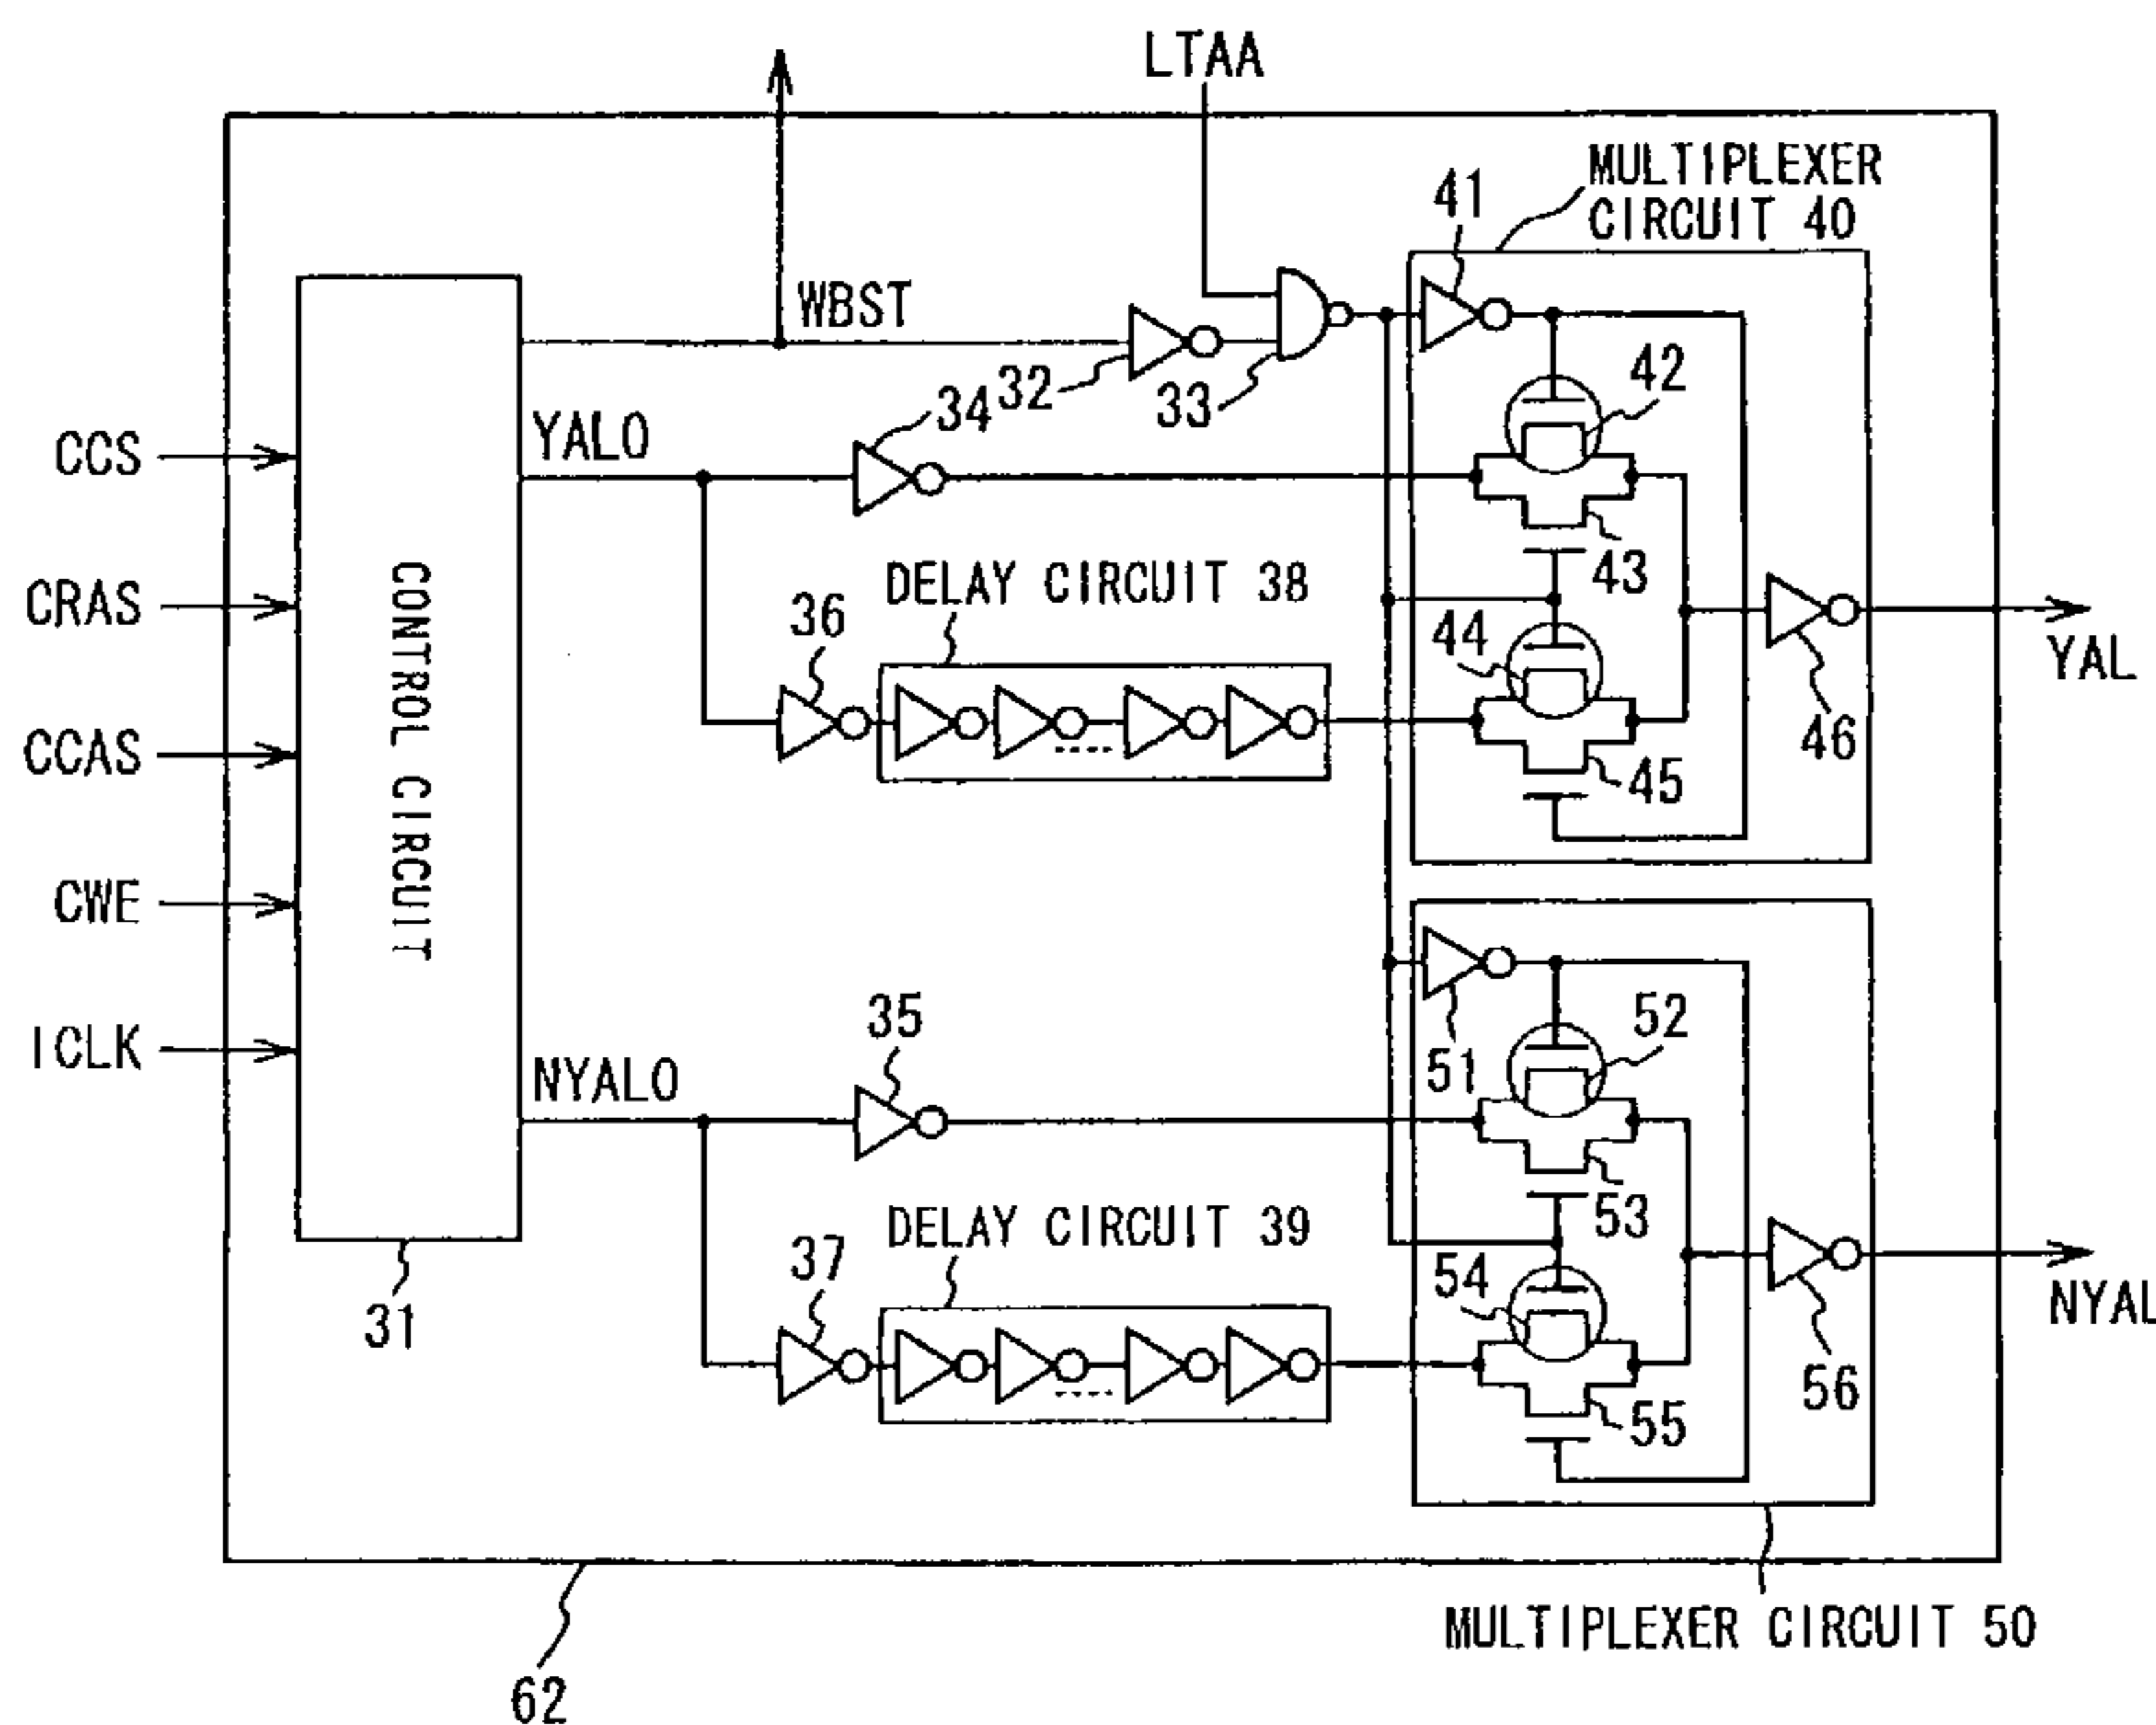 LTAA
MULTIPLEXER
CIRCUIT 40
41
WBST
32
33
42
YAL0
34
CCS
43
DELAY CIRCUIT 38
CRAS
36
44
YAL
CONTROL CIRCUIT
46
CCAS
45
CWE
35
52
51
ICLK
NYAL0
53
DELAY CIRCUIT 39
37
54
NYAL
31
56
55
MULTIPLEXER CIRCUIT 50
62